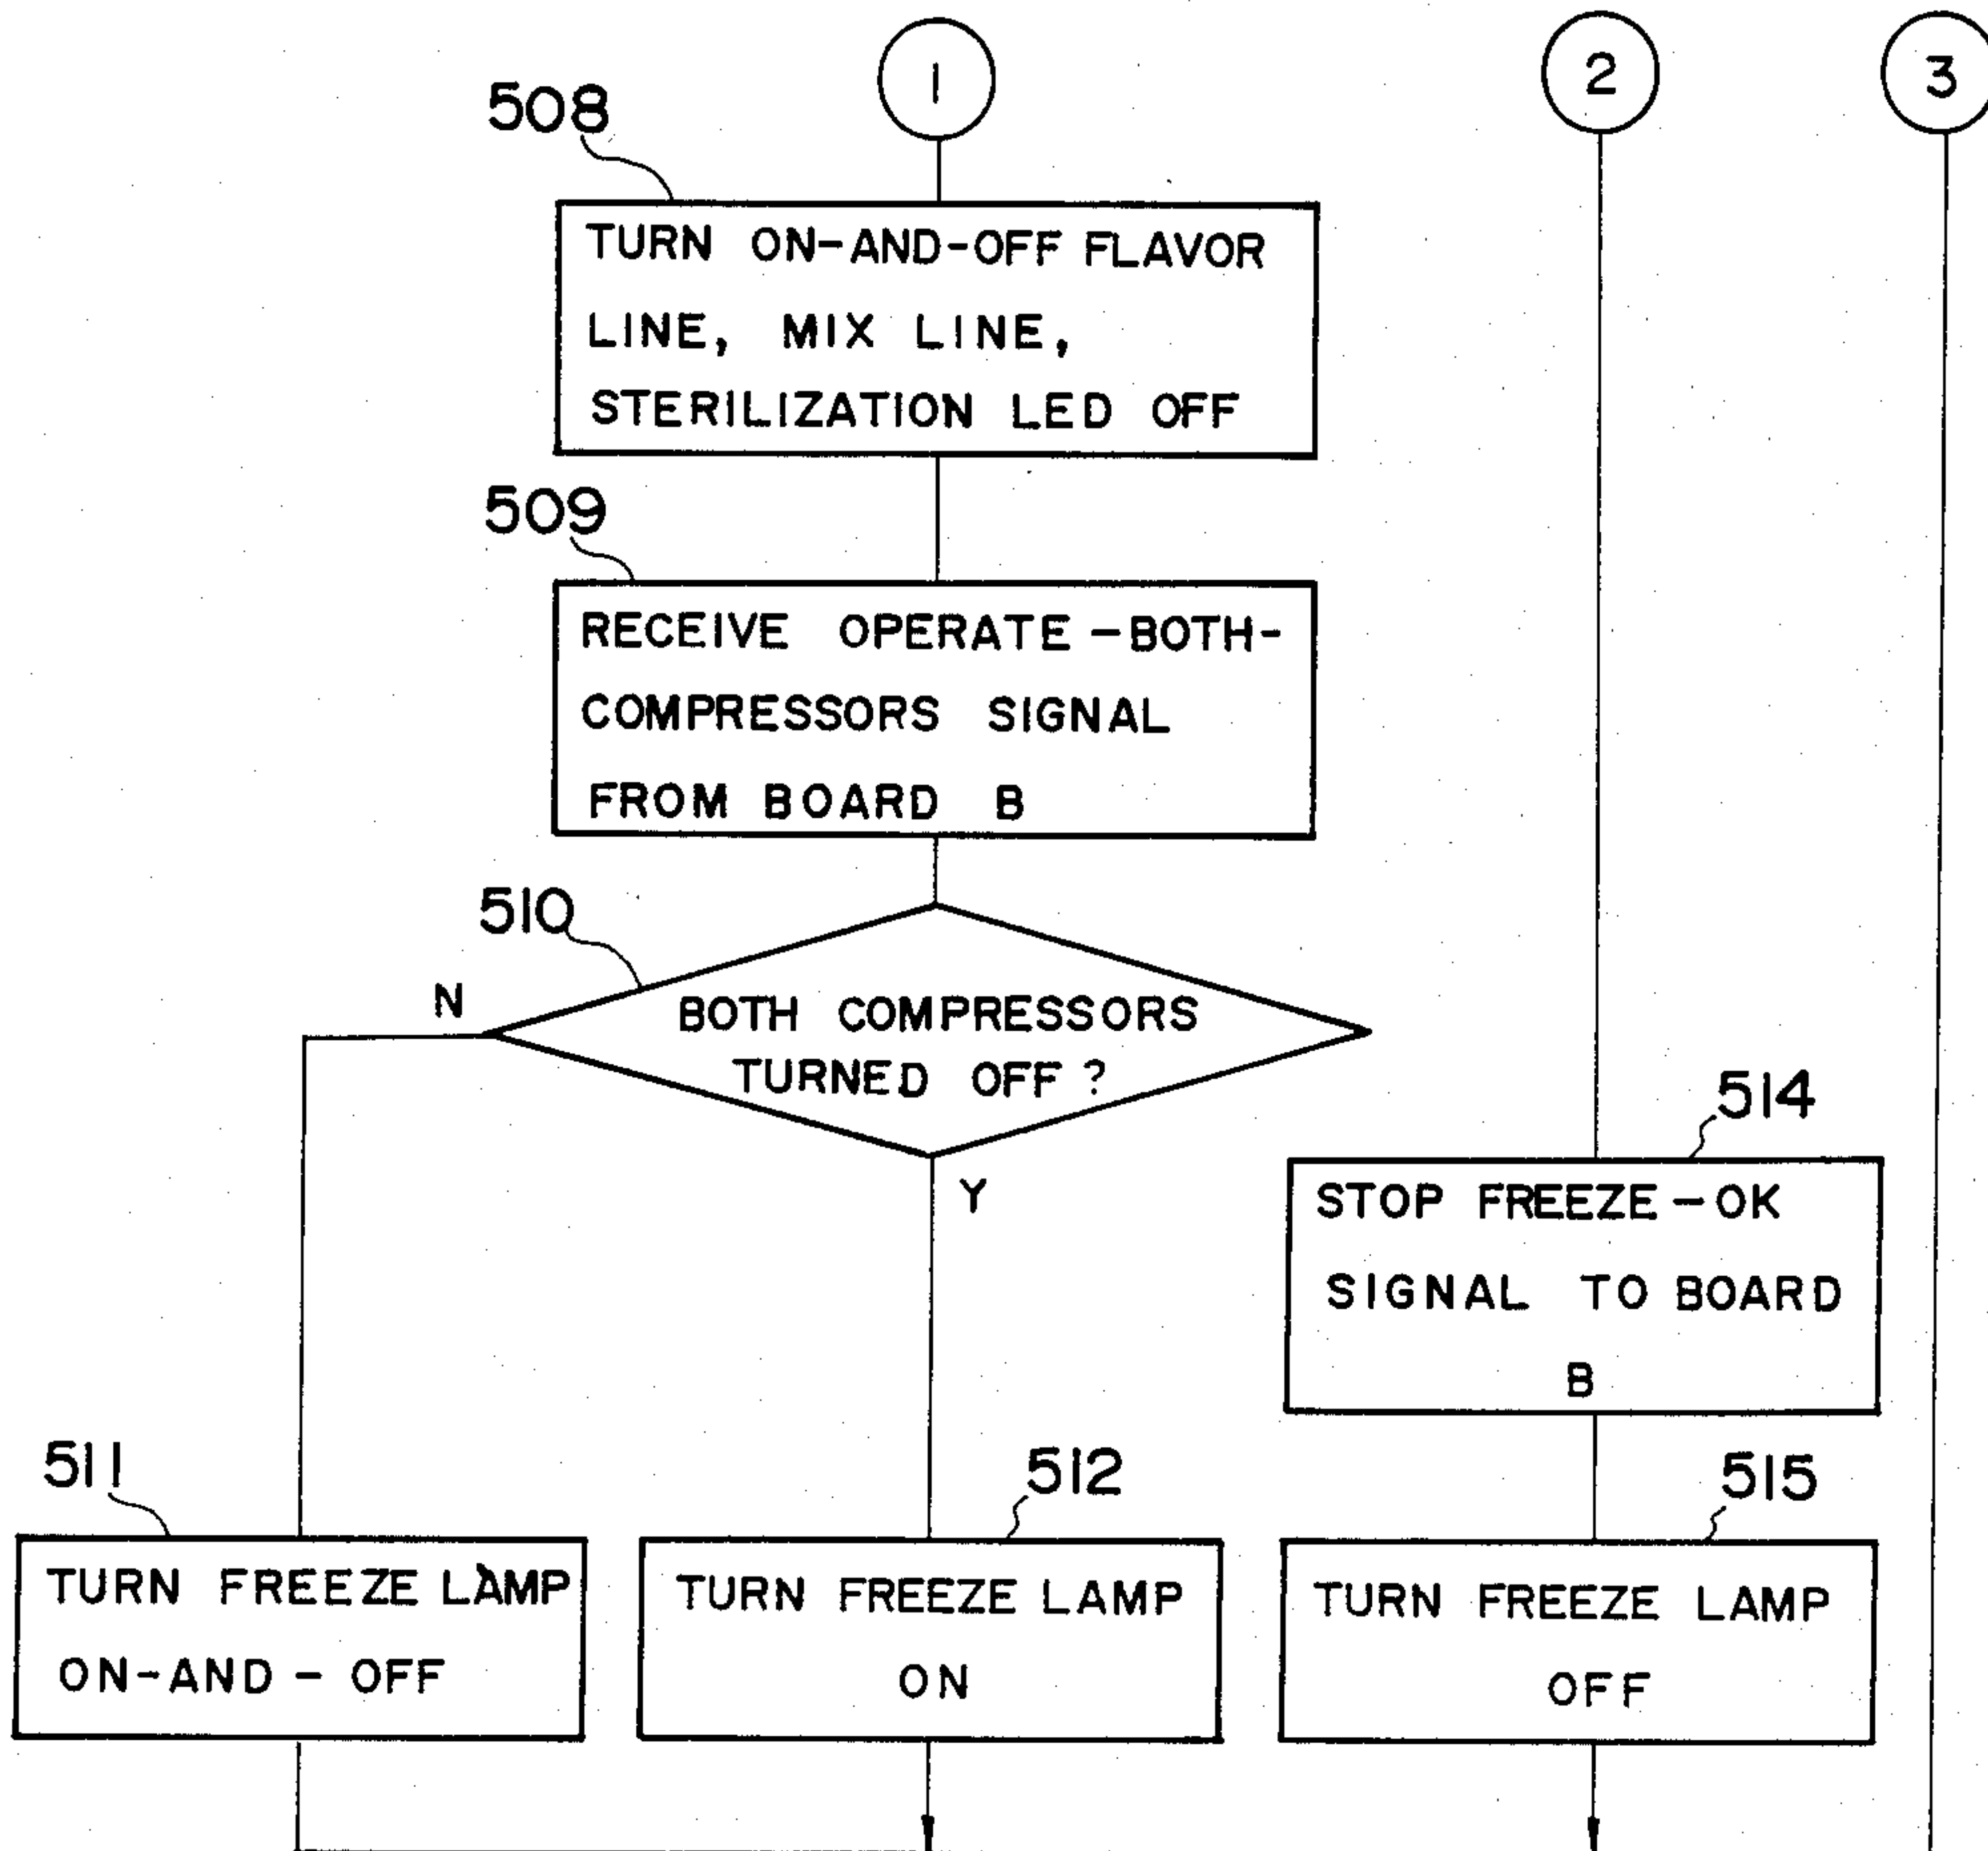 1
2
3
508
TURN ON-AND-OFF FLAVOR
LINE, MIX LINE,
STERILIZATION LED OFF
509
RECEIVE OPERATE-BOTH-
COMPRESSORS SIGNAL
FROM BOARD B
510
N
BOTH COMPRESSORS
TURNED OFF ?
Y
514
STOP FREEZE-OK
SIGNAL TO BOARD
B
511
TURN FREEZE LAMP
ON-AND-OFF
512
TURN FREEZE LAMP
ON
515
TURN FREEZE LAMP
OFF